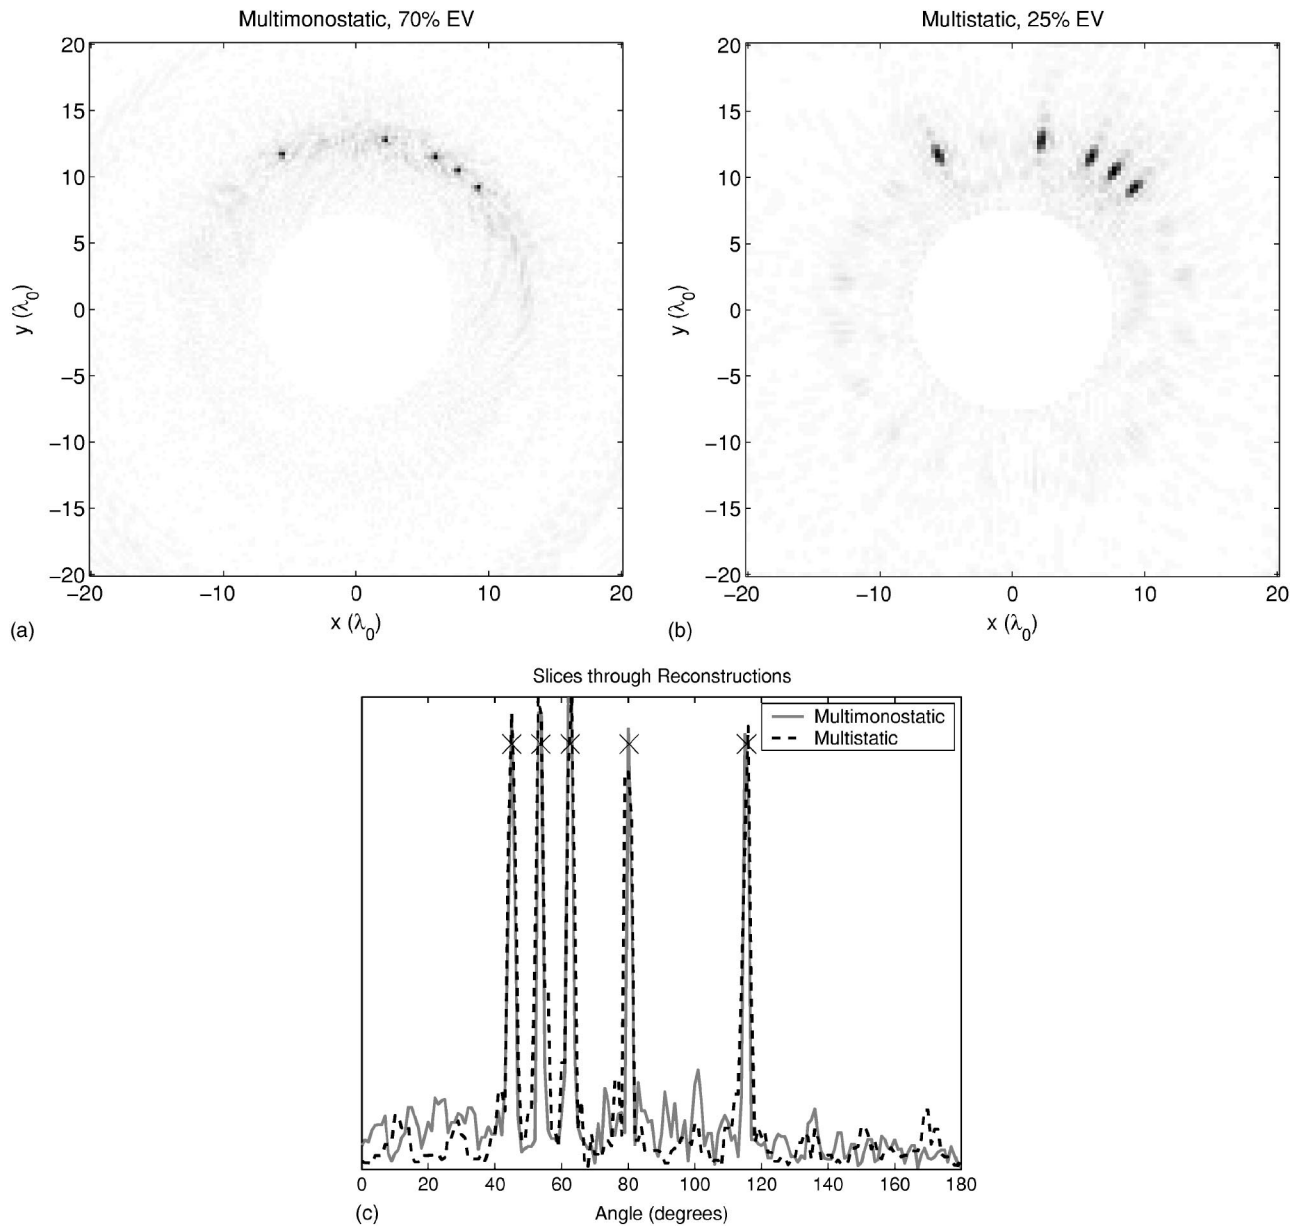 Multimonostatic, 70% EV
20
15
10
5
0
−5
−10
−15
−20
y (λ0)
−20 −10 0 10 20
x (λ0)
(a)
Multistatic, 25% EV
20
15
10
5
0
−5
−10
−15
−20
y (λ0)
−20 −10 0 10 20
x (λ0)
(b)
Slices through Reconstructions
Multimonostatic
Multistatic
0 20 40 60 80 100 120 140 160 180
Angle (degrees)
(c)